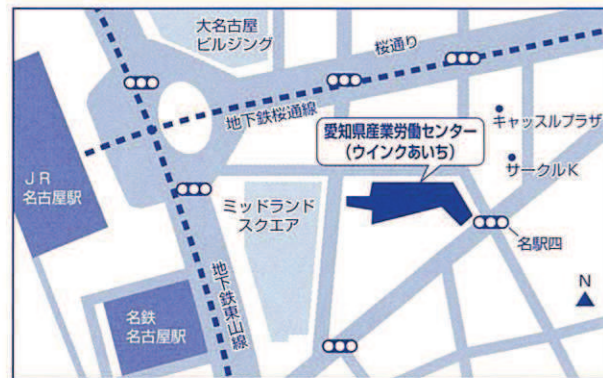 大名古屋
ビルジング
桜通り
地下鉄桜通線
キャッスルプラザ
愛知県産業労働センター
(ウインクあいち)
サークルK
JR
名古屋駅
ミッドランド
スクエア
名駅四
地下鉄東山線
N
名鉄
名古屋駅